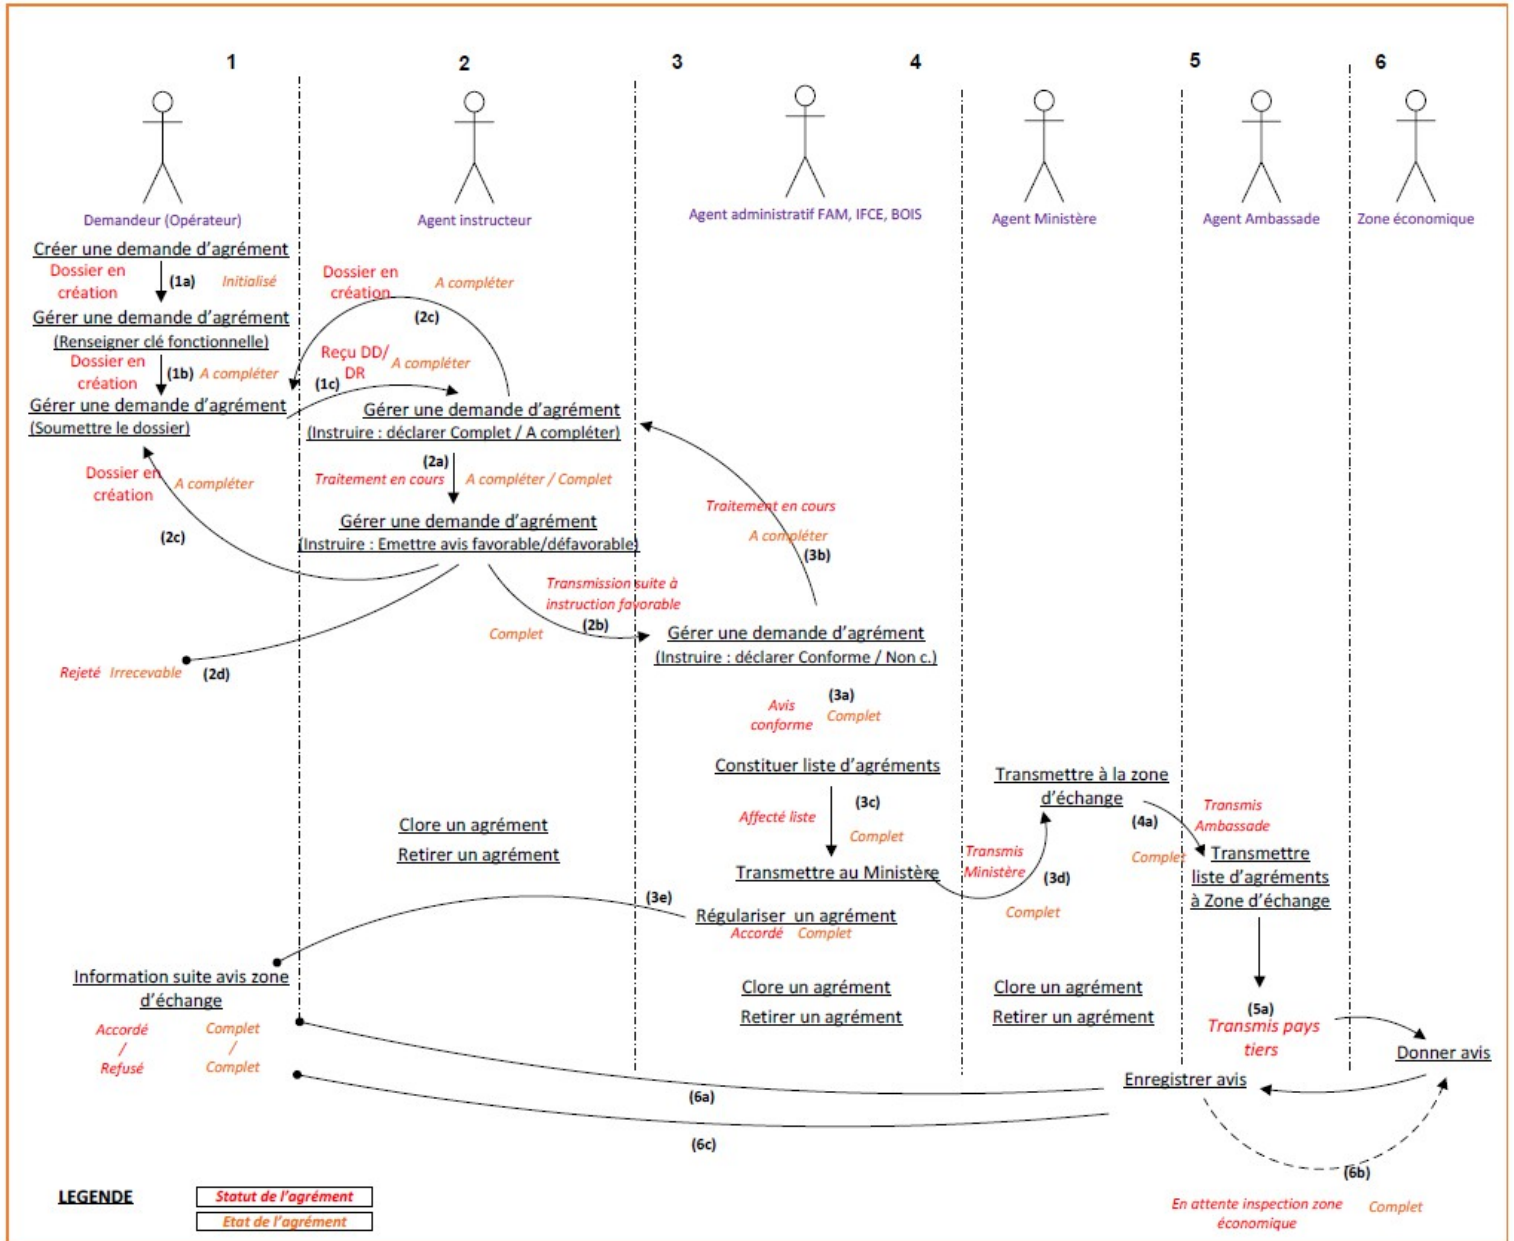 1
2
3
4
5
6
Demandeur (Opérateur)
Agent instructeur
Agent administratif FAM, IFCE, BOIS
Agent Ministère
Agent Ambassade
Zone économique
Créer une demande d'agrément
Dossier en
création
(1a)
Initialisé
Gérer une demande d'agrément
(Renseigner clé fonctionnelle)
Dossier en
création
(1b)
A compléter
Gérer une demande d'agrément
(Soumettre le dossier)
Dossier en
création
A compléter
(2c)
Reçu DD/
DR
A compléter
(1c)
Gérer une demande d'agrément
(Instruire : déclarer Complet / A compléter)
(2a)
Traitement en cours
A compléter / Complet
Gérer une demande d'agrément
(Instruire : Emettre avis favorable/défavorable)
Dossier en
création
A compléter
(2c)
Traitement en cours
A compléter
(3b)
Transmission suite à
instruction favorable
Complet
(2b)
Rejeté
Irrecevable
(2d)
Gérer une demande d'agrément
(Instruire : déclarer Conforme / Non c.)
(3a)
Avis
conforme
Complet
Constituer liste d'agréments
(3c)
Affecté liste
Complet
Transmettre au Ministère
Transmis
Ministère
(3d)
Complet
Transmettre à la zone
d'échange
(4a)
Transmis
Ambassade
Complet
Transmettre
liste d'agréments
à Zone d'échange
Clore un agrément
Retirer un agrément
(3e)
Régulariser un agrément
Accordé
Complet
Clore un agrément
Retirer un agrément
Clore un agrément
Retirer un agrément
Information suite avis zone
d'échange
Accordé
/
Refusé
Complet
/
Complet
(5a)
Transmis pays
tiers
Donner avis
Enregistrer avis
(6a)
(6c)
(6b)
En attente inspection zone
économique
Complet
LEGENDE
Statut de l'agrément
Etat de l'agrément